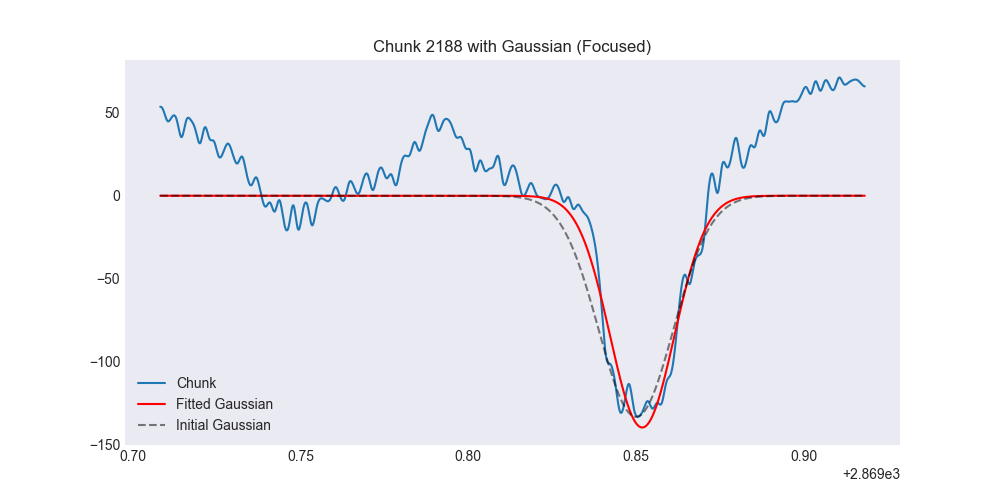 Chunk 2188 with Gaussian (Focused)
50
0
−50
−100
−150
Chunk
Fitted Gaussian
Initial Gaussian
0.70 0.75 0.80 0.85 0.90
+2.869e3